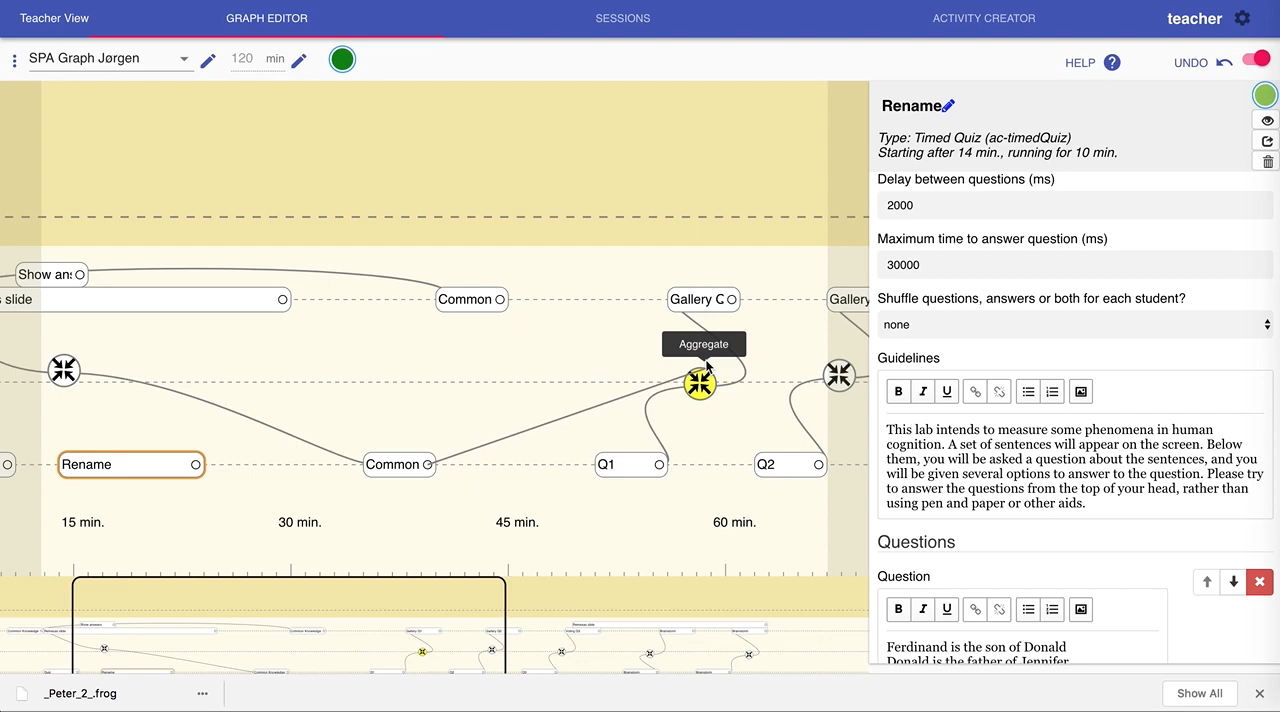 Teacher View
GRAPH EDITOR
SESSIONS
ACTIVITY CREATOR
teacher
SPA Graph Jørgen
120 min
HELP
UNDO
Show ans
s slide
Common
Gallery C
Gallery
Aggregate
Rename
Common
Q1
Q2
15 min.
30 min.
45 min.
60 min.
Rename
Type: Timed Quiz (ac-timedQuiz)
Starting after 14 min., running for 10 min.
Delay between questions (ms)
2000
Maximum time to answer question (ms)
30000
Shuffle questions, answers or both for each student?
none
Guidelines
B I U
This lab intends to measure some phenomena in human
cognition. A set of sentences will appear on the screen. Below
them, you will be asked a question about the sentences, and you
will be given several options to answer to the question. Please try
to answer the questions from the top of your head, rather than
using pen and paper or other aids.
Questions
Question
B I U
Ferdinand is the son of Donald
Donald is the father of Jennifer
_Peter_2_.frog
Show All